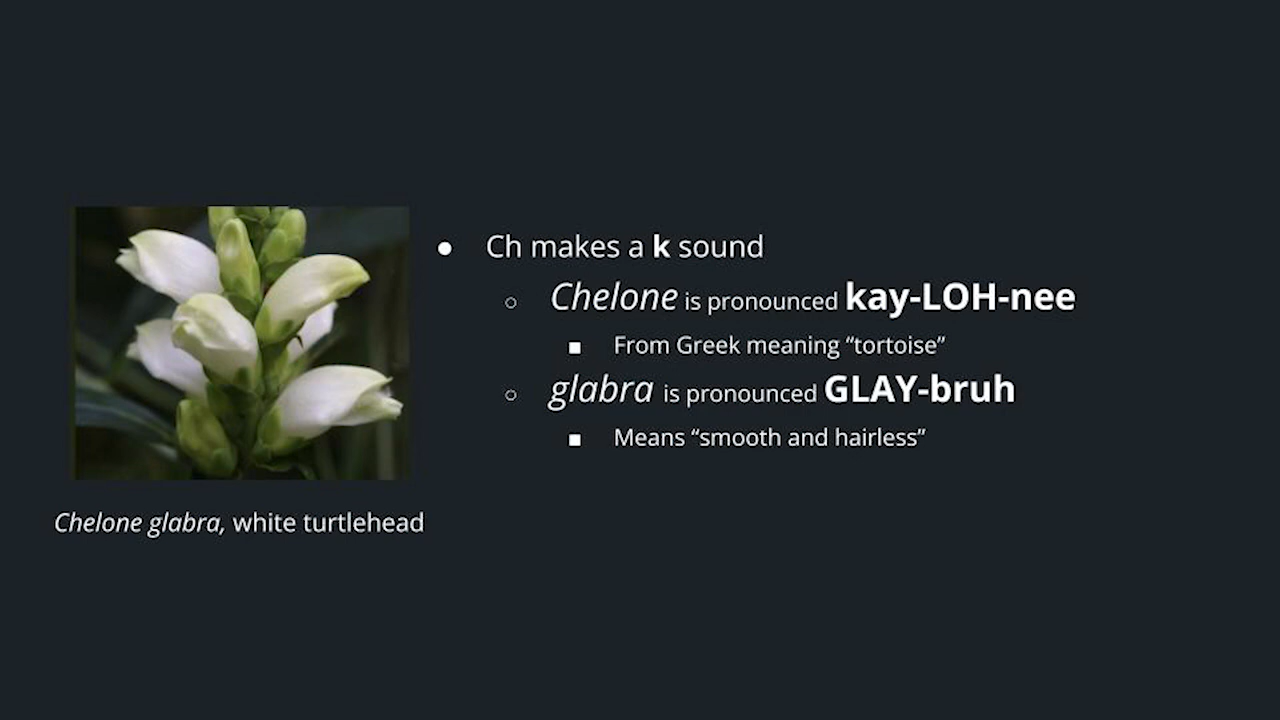 Ch makes a k sound
Chelone is pronounced kay-LOH-nee
From Greek meaning “tortoise”
glabra is pronounced GLAY-bruh
Means “smooth and hairless”
Chelone glabra, white turtlehead